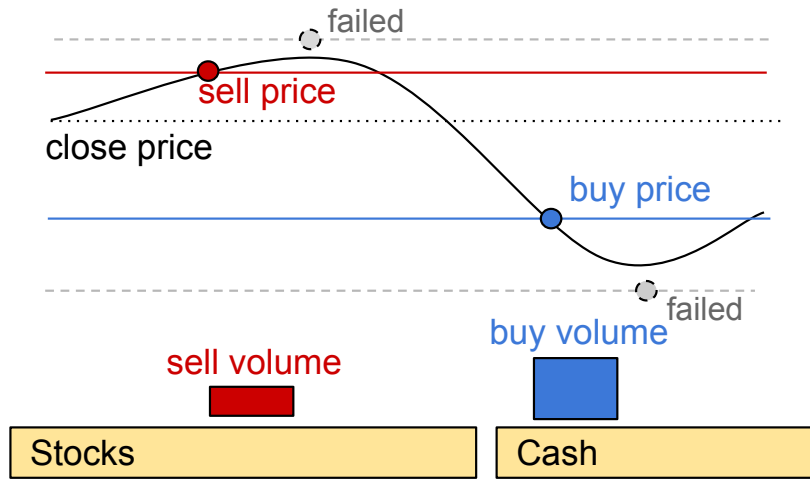 failed
sell price
close price
buy price
failed
buy volume
sell volume
Stocks
Cash